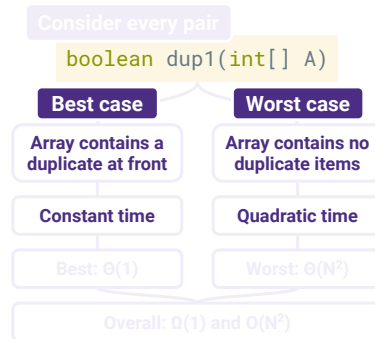 Consider every pair
boolean dup1(int[] A)
Best case
Worst case
Array contains a
duplicate at front
Array contains no
duplicate items
Constant time
Quadratic time
Best: Θ(1)
Worst: Θ(N²)
Overall: Ω(1) and O(N²)